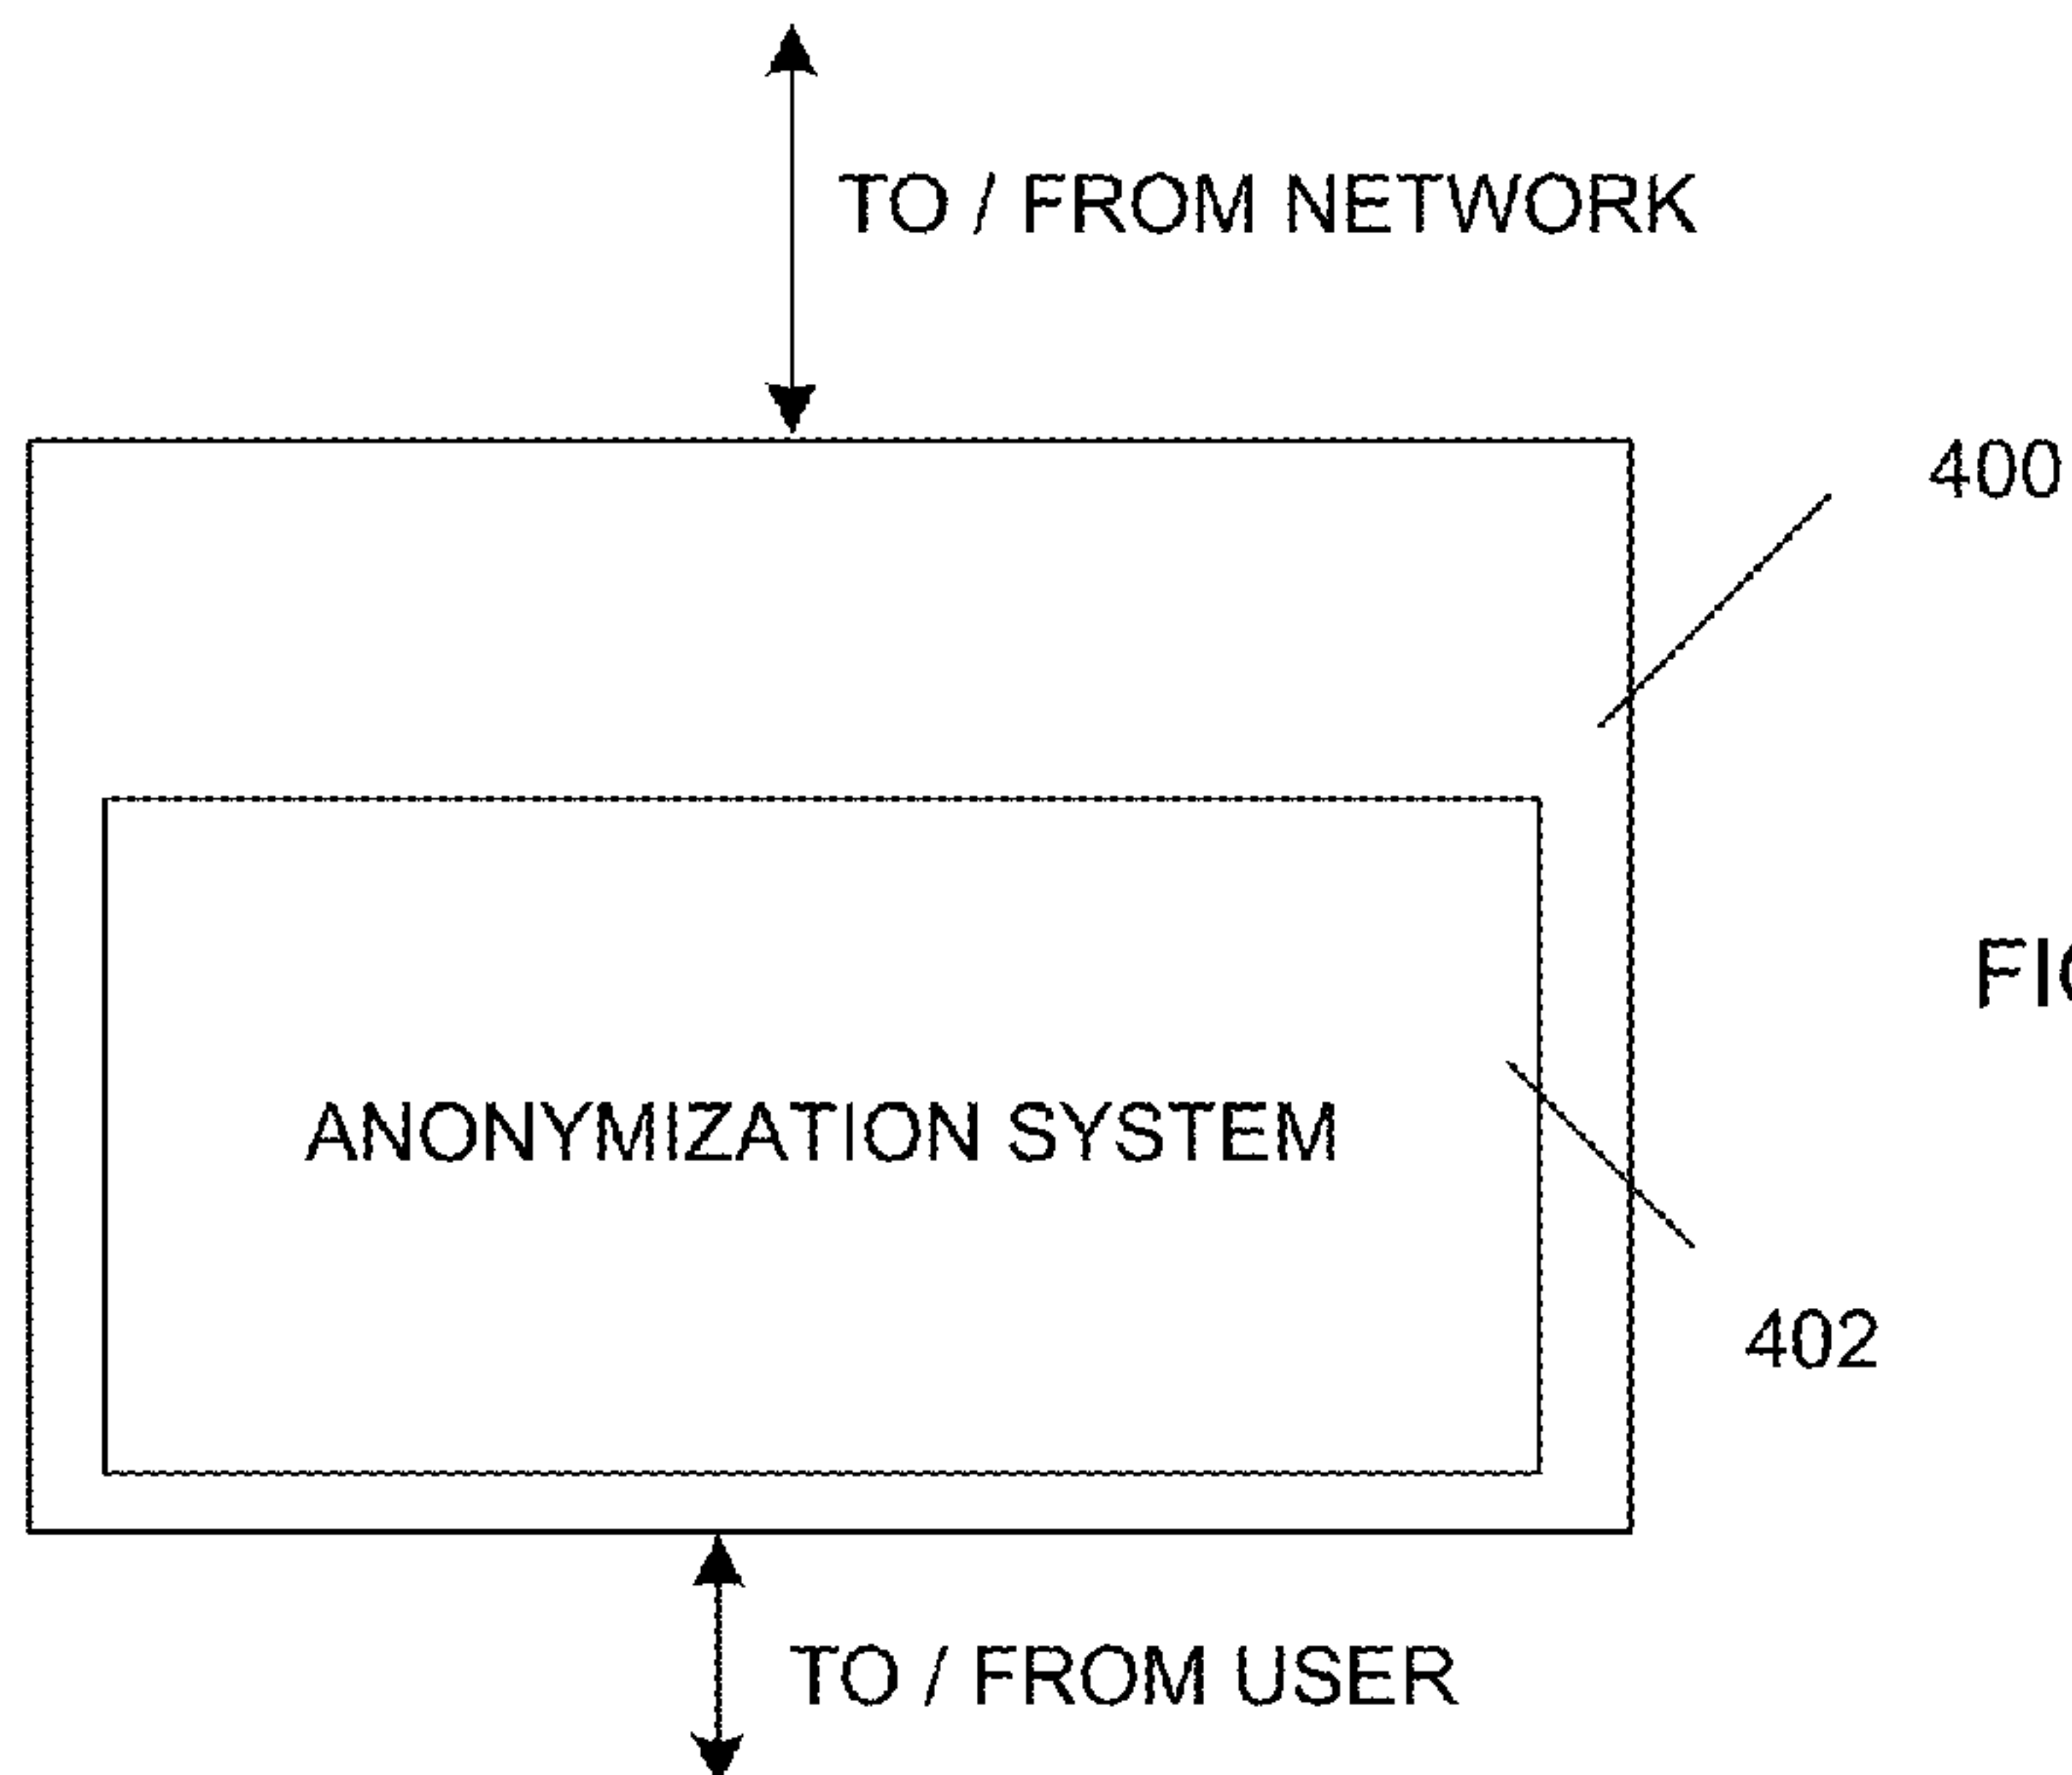 TO / FROM NETWORK
400
ANONYMIZATION SYSTEM
402
TO / FROM USER